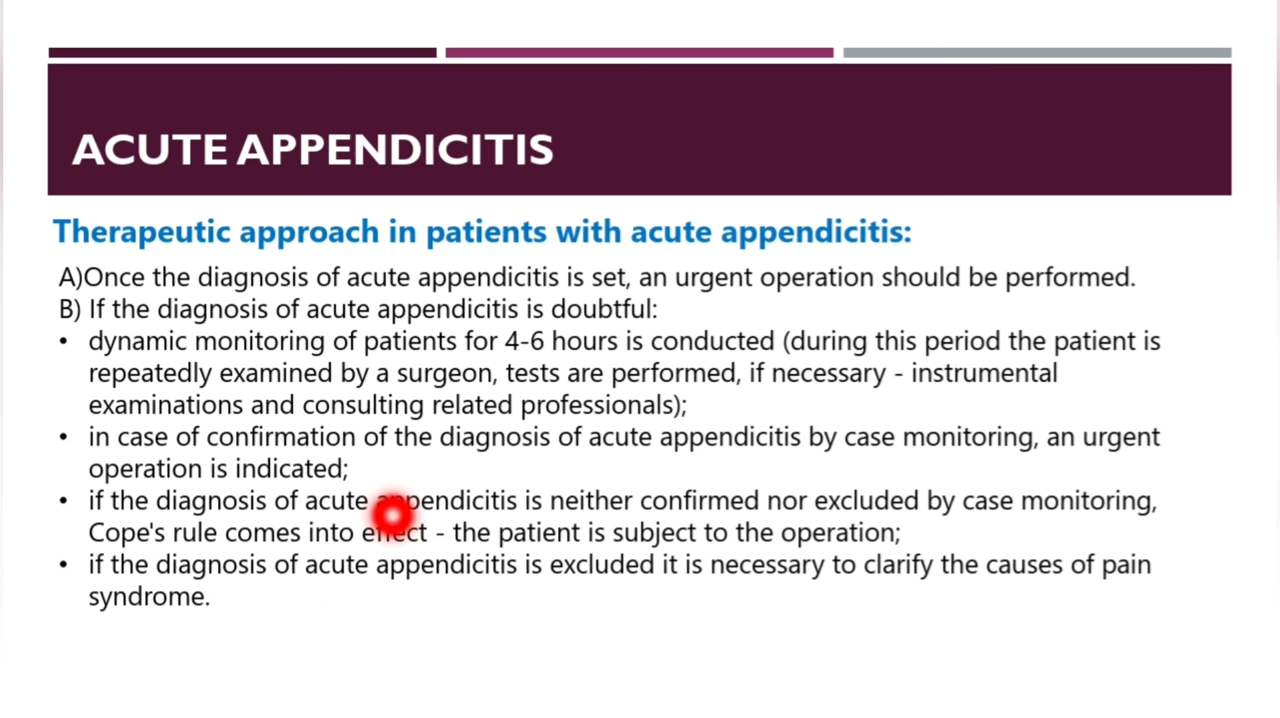 ACUTE APPENDICITIS
Therapeutic approach in patients with acute appendicitis:
A)Once the diagnosis of acute appendicitis is set, an urgent operation should be performed.
B) If the diagnosis of acute appendicitis is doubtful:
• dynamic monitoring of patients for 4-6 hours is conducted (during this period the patient is
repeatedly examined by a surgeon, tests are performed, if necessary - instrumental
examinations and consulting related professionals);
• in case of confirmation of the diagnosis of acute appendicitis by case monitoring, an urgent
operation is indicated;
• if the diagnosis of acute appendicitis is neither confirmed nor excluded by case monitoring,
Cope's rule comes into effect - the patient is subject to the operation;
• if the diagnosis of acute appendicitis is excluded it is necessary to clarify the causes of pain
syndrome.